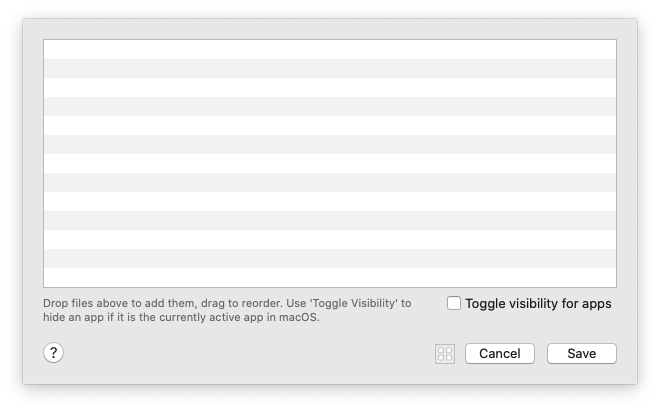 Drop files above to add them, drag to reorder. Use 'Toggle Visibility' to
hide an app if it is the currently active app in macOS.
Toggle visibility for apps
?
Cancel
Save